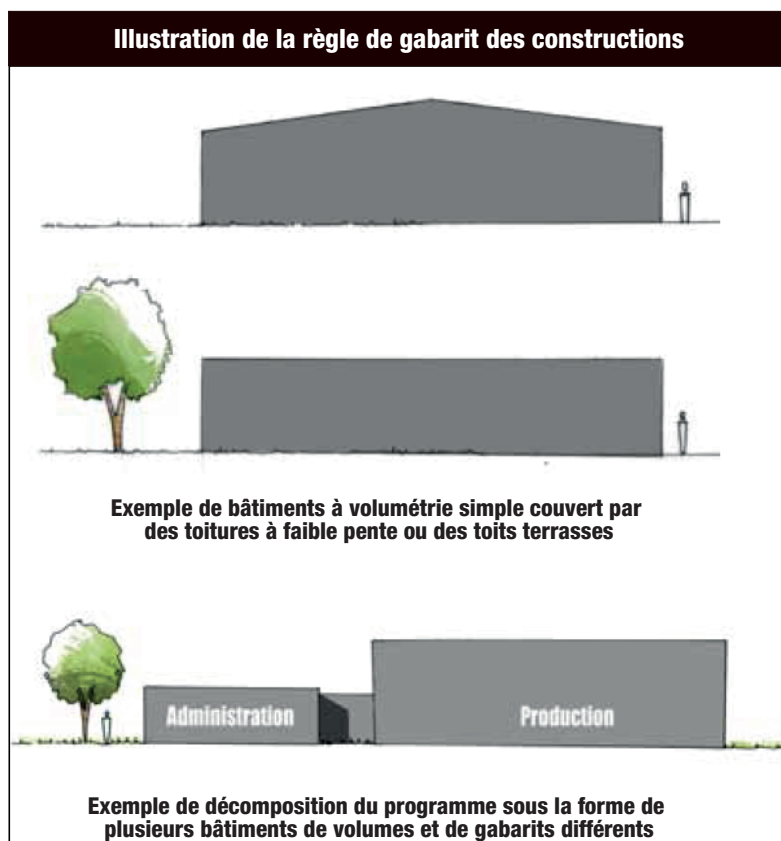 Illustration de la règle de gabarit des constructions
Exemple de bâtiments à volumétrie simple couvert par
des toitures à faible pente ou des toits terrasses
Administration
Production
Exemple de décomposition du programme sous la forme de
plusieurs bâtiments de volumes et de gabarits différents